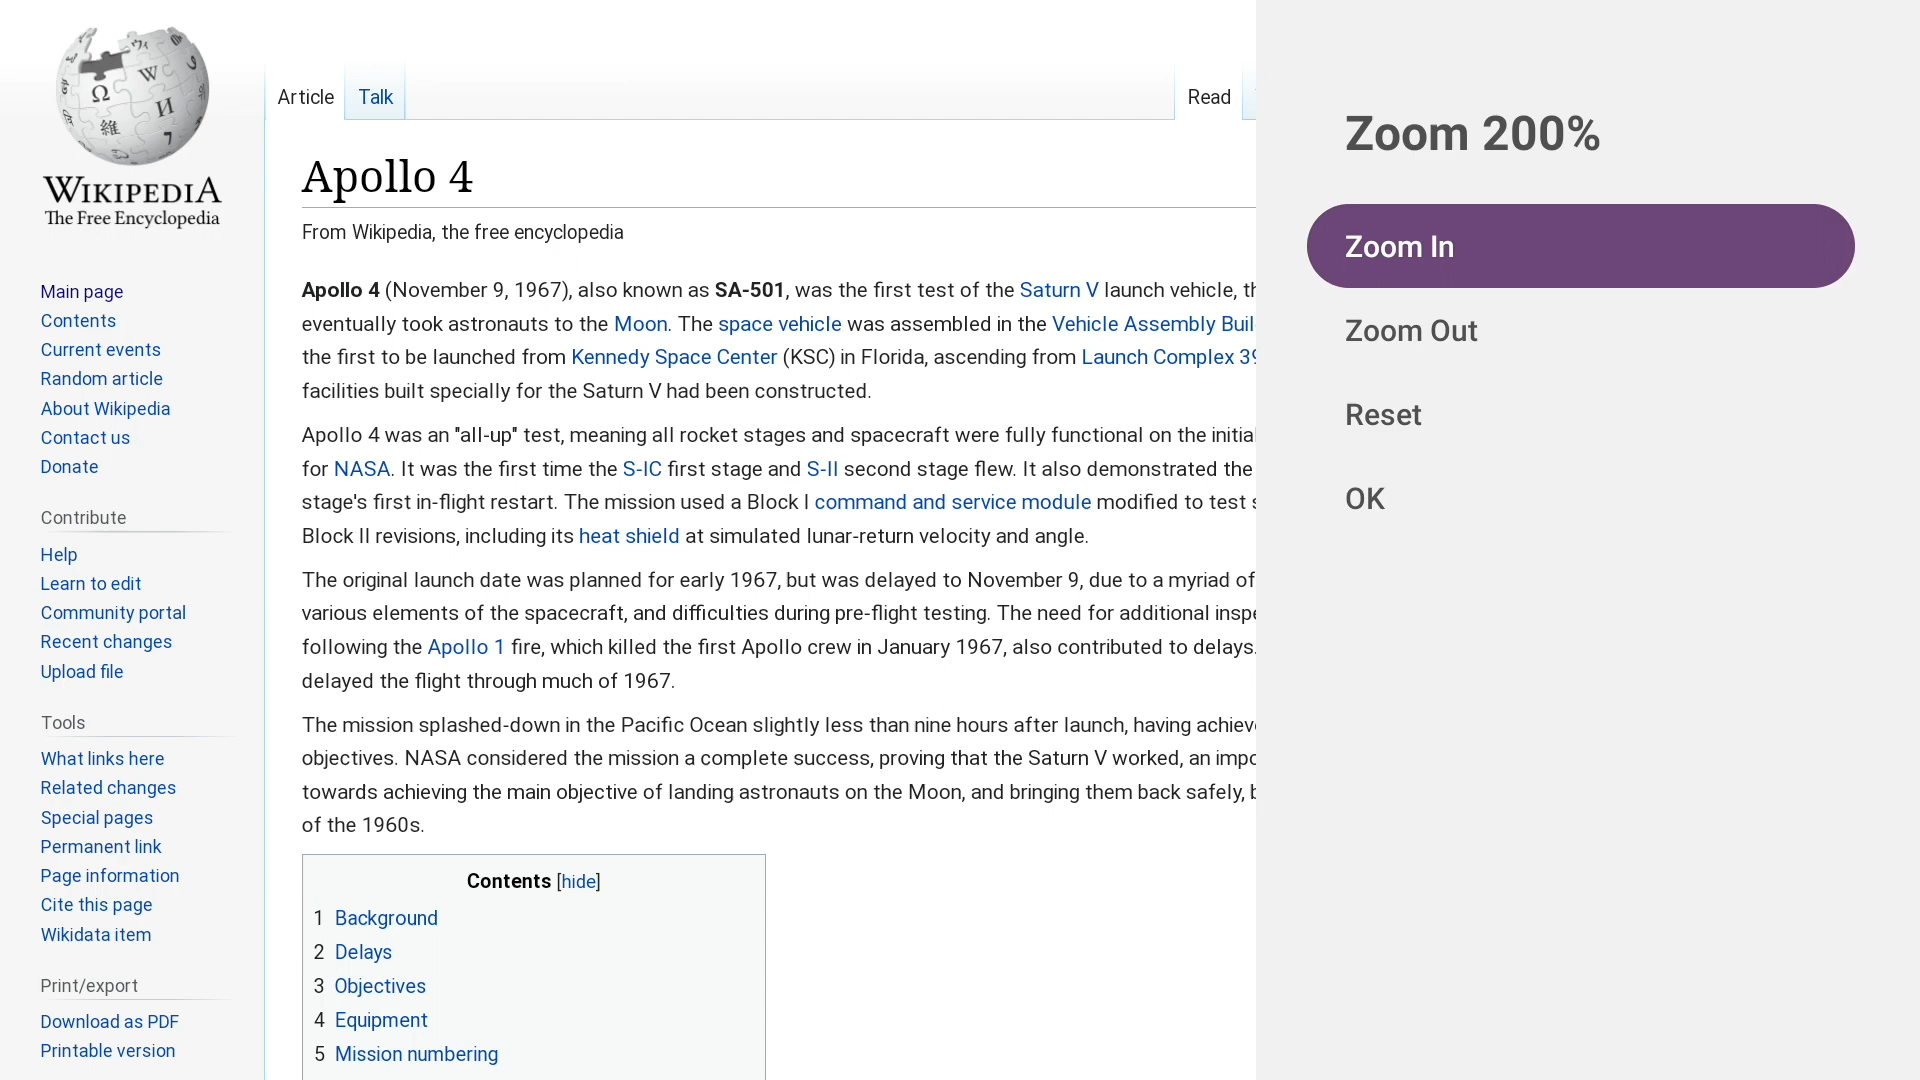 WIKIPEDIA
The Free Encyclopedia
Main page
Contents
Current events
Random article
About Wikipedia
Contact us
Donate
Contribute
Help
Learn to edit
Community portal
Recent changes
Upload file
Tools
What links here
Related changes
Special pages
Permanent link
Page information
Cite this page
Wikidata item
Print/export
Download as PDF
Printable version
Article
Talk
Read
Apollo 4
From Wikipedia, the free encyclopedia
Apollo 4 (November 9, 1967), also known as SA-501, was the first test of the Saturn V launch vehicle,
eventually took astronauts to the Moon. The space vehicle was assembled in the Vehicle Assembly
the first to be launched from Kennedy Space Center (KSC) in Florida, ascending from Launch Complex
facilities built specially for the Saturn V had been constructed.
Apollo 4 was an "all-up" test, meaning all rocket stages and spacecraft were fully functional on the initial
for NASA. It was the first time the S-IC first stage and S-II second stage flew. It also demonstrated the
stage's first in-flight restart. The mission used a Block I command and service module modified to test
Block II revisions, including its heat shield at simulated lunar-return velocity and angle.
The original launch date was planned for early 1967, but was delayed to November 9, due to a myriad of
various elements of the spacecraft, and difficulties during pre-flight testing. The need for additional
following the Apollo 1 fire, which killed the first Apollo crew in January 1967, also contributed to delays.
delayed the flight through much of 1967.
The mission splashed-down in the Pacific Ocean slightly less than nine hours after launch, having
objectives. NASA considered the mission a complete success, proving that the Saturn V worked, an
towards achieving the main objective of landing astronauts on the Moon, and bringing them back safely,
of the 1960s.
Contents [hide]
1 Background
2 Delays
3 Objectives
4 Equipment
5 Mission numbering
Zoom 200%
Zoom In
Zoom Out
Reset
OK